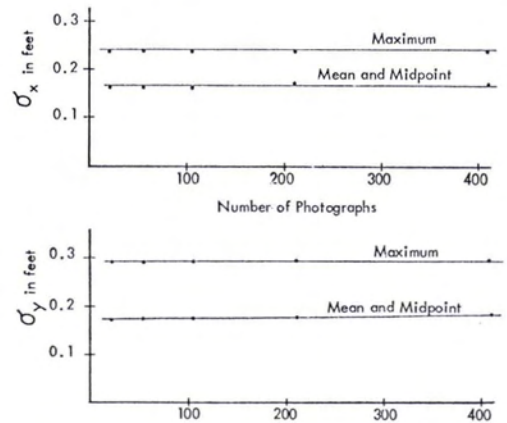 0.3
Maximum
0.2
Mean and Midpoint
0.1
σx in feet
100 200 300 400
Number of Photographs
0.3
Maximum
0.2
Mean and Midpoint
0.1
σy in feet
100 200 300 400